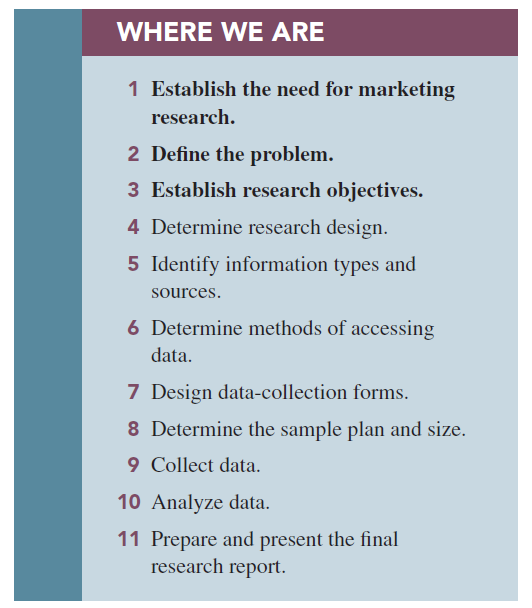 WHERE WE ARE
1 Establish the need for marketing
research.
2 Define the problem.
3 Establish research objectives.
4 Determine research design.
5 Identify information types and
sources.
6 Determine methods of accessing
data.
7 Design data-collection forms.
8 Determine the sample plan and size.
9 Collect data.
10 Analyze data.
11 Prepare and present the final
research report.